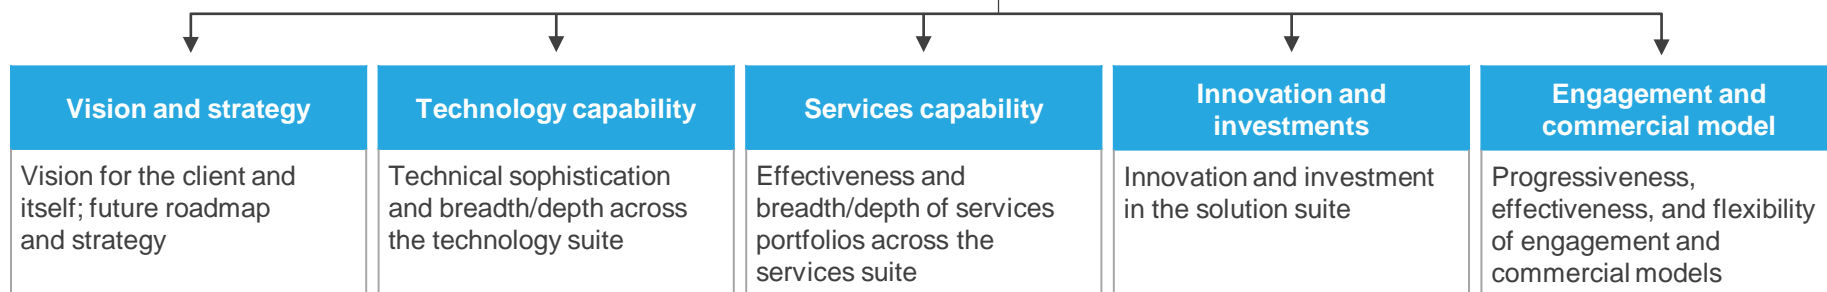 Vision and strategy
Vision for the client and
itself; future roadmap
and strategy
Technology capability
Technical sophistication
and breadth/depth across
the technology suite
Services capability
Effectiveness and
breadth/depth of services
portfolios across the
services suite
Innovation and
investments
Innovation and investment
in the solution suite
Engagement and
commercial model
Progressiveness,
effectiveness, and flexibility
of engagement and
commercial models